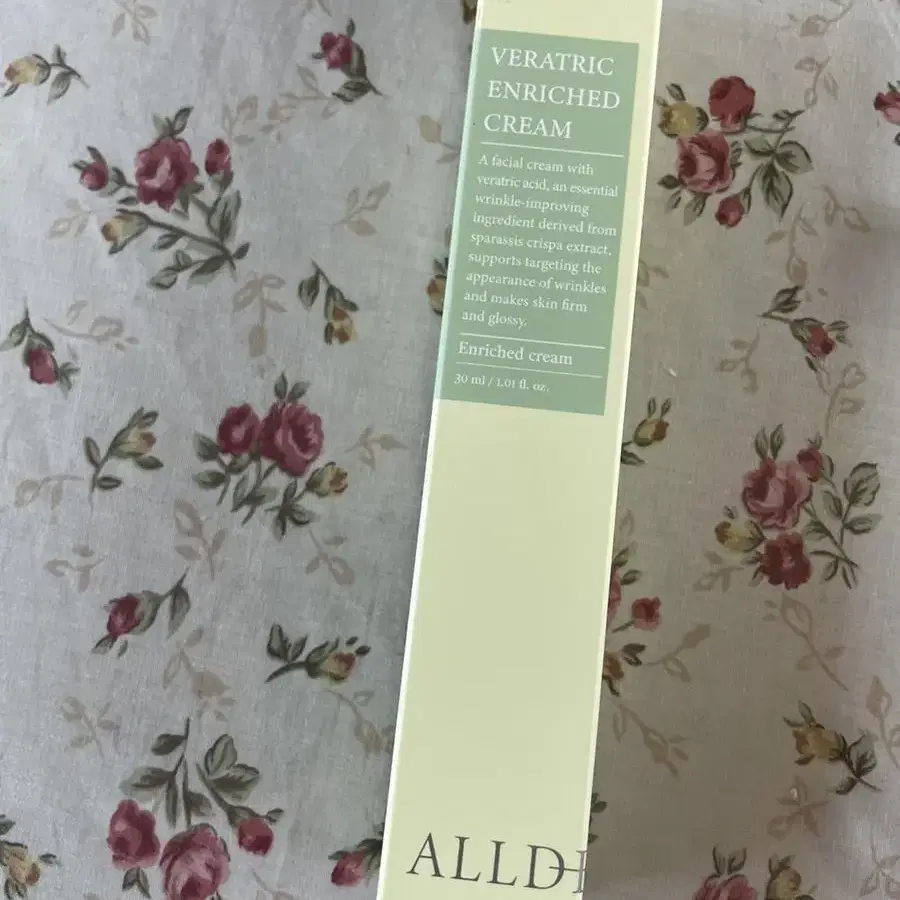 VERATRIC
ENRICHED
CREAM
A facial cream with
veratric acid, an essential
wrinkle-improving
ingredient derived from
sparassis crispa extract,
supports targeting the
appearance of wrinkles
and makes skin firm
and glossy.
Enriched cream
30 ml / 1.01 fl. oz.